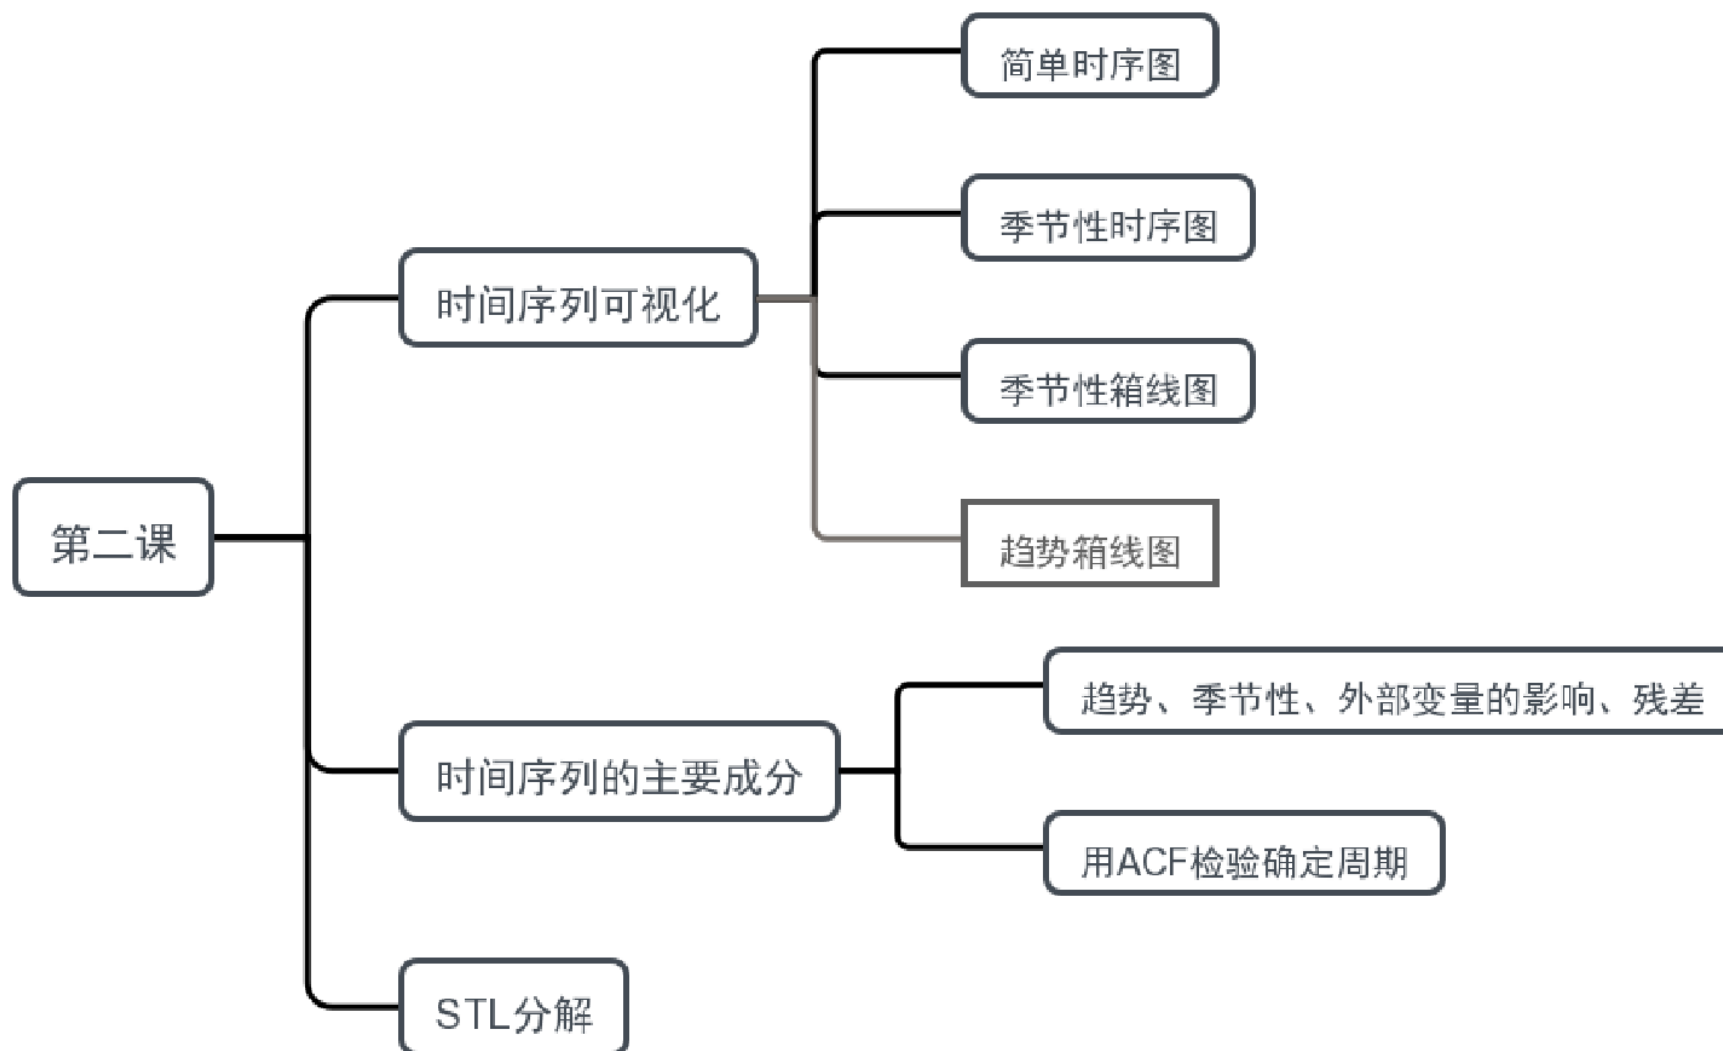 第二课
时间序列可视化
简单时序图
季节性时序图
季节性箱线图
趋势箱线图
时间序列的主要成分
趋势、季节性、外部变量的影响、残差
用ACF检验确定周期
STL分解